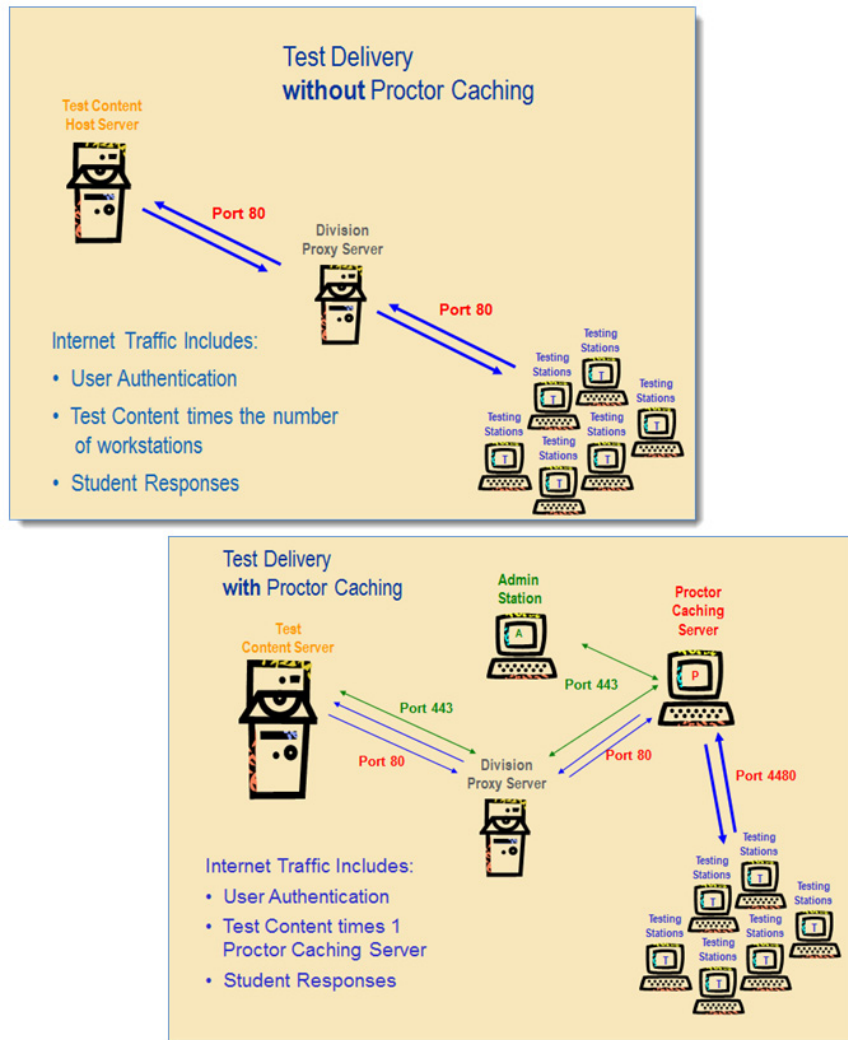 Test Delivery
without Proctor Caching
Test Content
Host Server
Port 80
Division
Proxy Server
Port 80
Internet Traffic Includes:
• User Authentication
• Test Content times the number
of workstations
• Student Responses
Testing
Stations
T
Testing
Stations
T
Testing
Stations
T
Testing
Stations
T
Testing
Stations
T
Testing
Stations
T
Test Delivery
with Proctor Caching
Test
Content Server
Admin
Station
A
Proctor
Caching
Server
P
Port 443
Port 443
Port 80
Division
Proxy Server
Port 80
Port 4480
Internet Traffic Includes:
• User Authentication
• Test Content times 1
Proctor Caching Server
• Student Responses
Testing
Stations
T
Testing
Stations
T
Testing
Stations
T
Testing
Stations
T
Testing
Stations
T
Testing
Stations
T